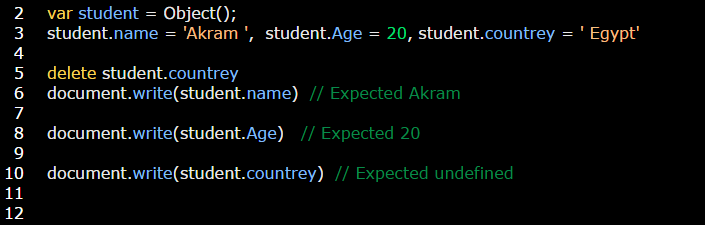 2 var student = Object();
3 student.name = 'Akram ', student.Age = 20, student.countrey = ' Egypt'
4
5 delete student.countrey
6 document.write(student.name) // Expected Akram
7
8 document.write(student.Age) // Expected 20
9
10 document.write(student.countrey) // Expected undefined
11
12